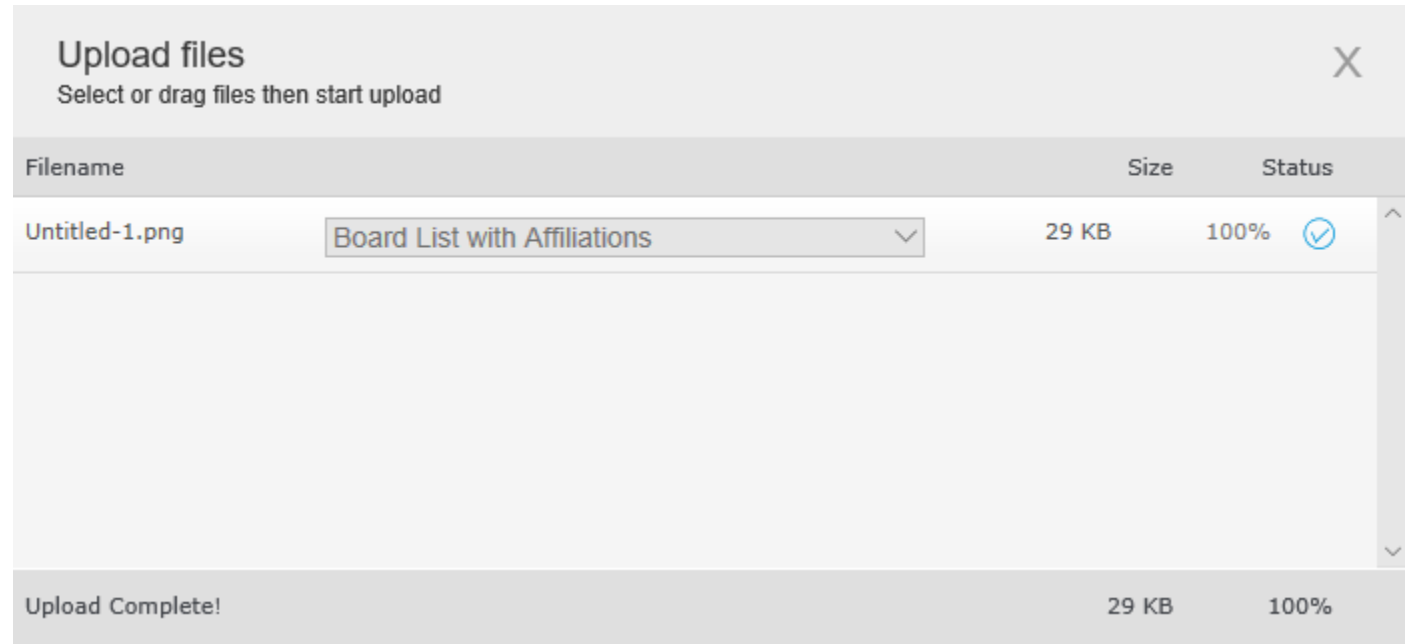 Upload files
X
Select or drag files then start upload
Filename Size Status
Untitled-1.png Board List with Affiliations 29 KB 100%
Upload Complete! 29 KB 100%